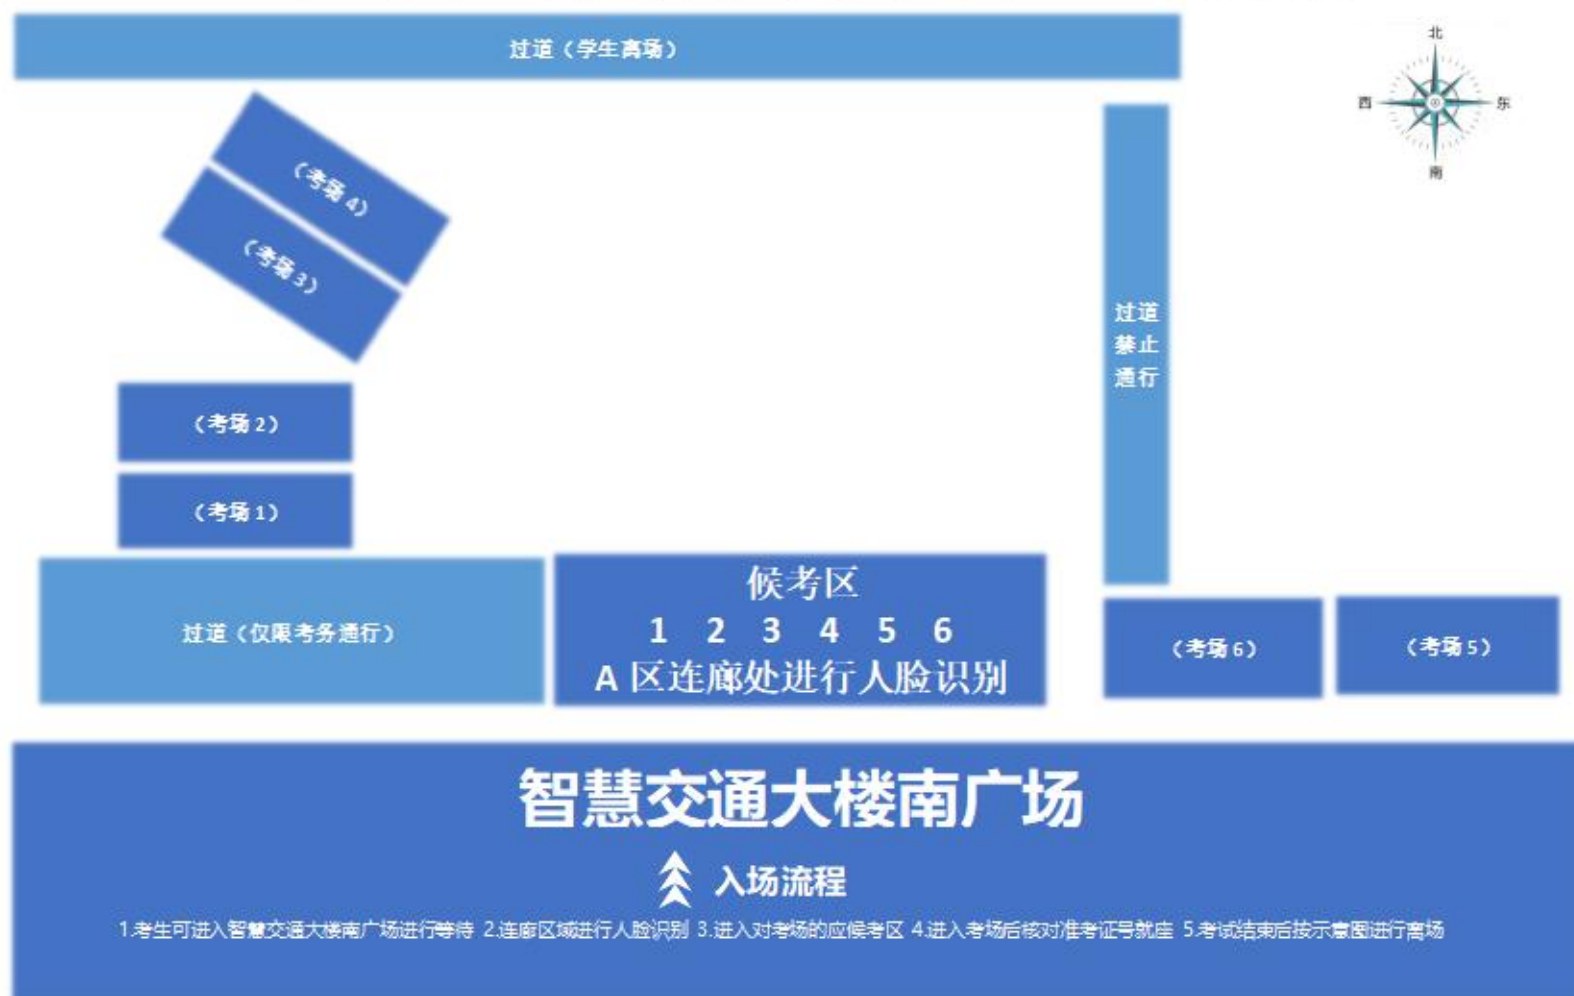 过道（学生离场）
北
西
东
南
（考场 4）
（考场 3）
过道
禁止
通行
（考场 2）
（考场 1）
过道（仅限考务通行）
候考区
1 2 3 4 5 6
A 区连廊处进行人脸识别
（考场 6）
（考场 5）
智慧交通大楼南广场
入场流程
1.考生可进入智慧交通大楼南广场进行等待 2.连廊区域进行人脸识别 3.进入对考场的应候考区 4.进入考场后核对准考证号就座 5.考试结束后按示意图进行离场